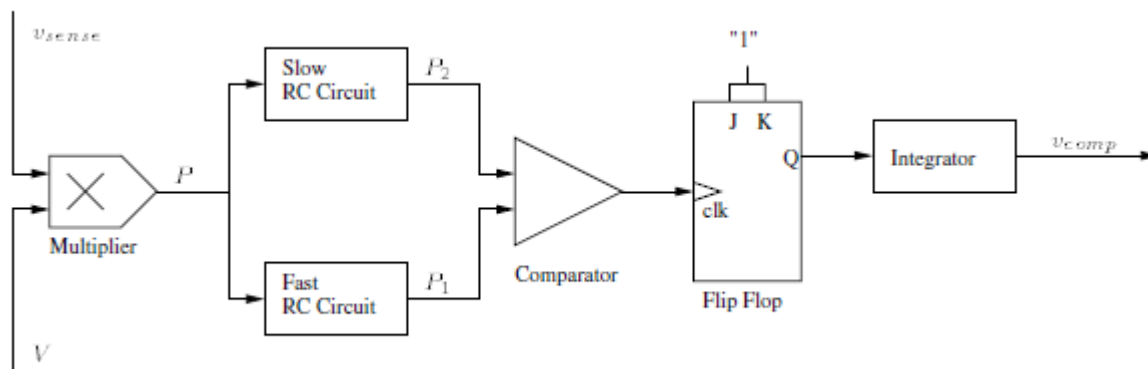 v_sense
V
P
Multiplier
Slow
RC Circuit
P_2
Fast
RC Circuit
P_1
Comparator
"1"
J K
Q
clk
Flip Flop
Integrator
v_comp